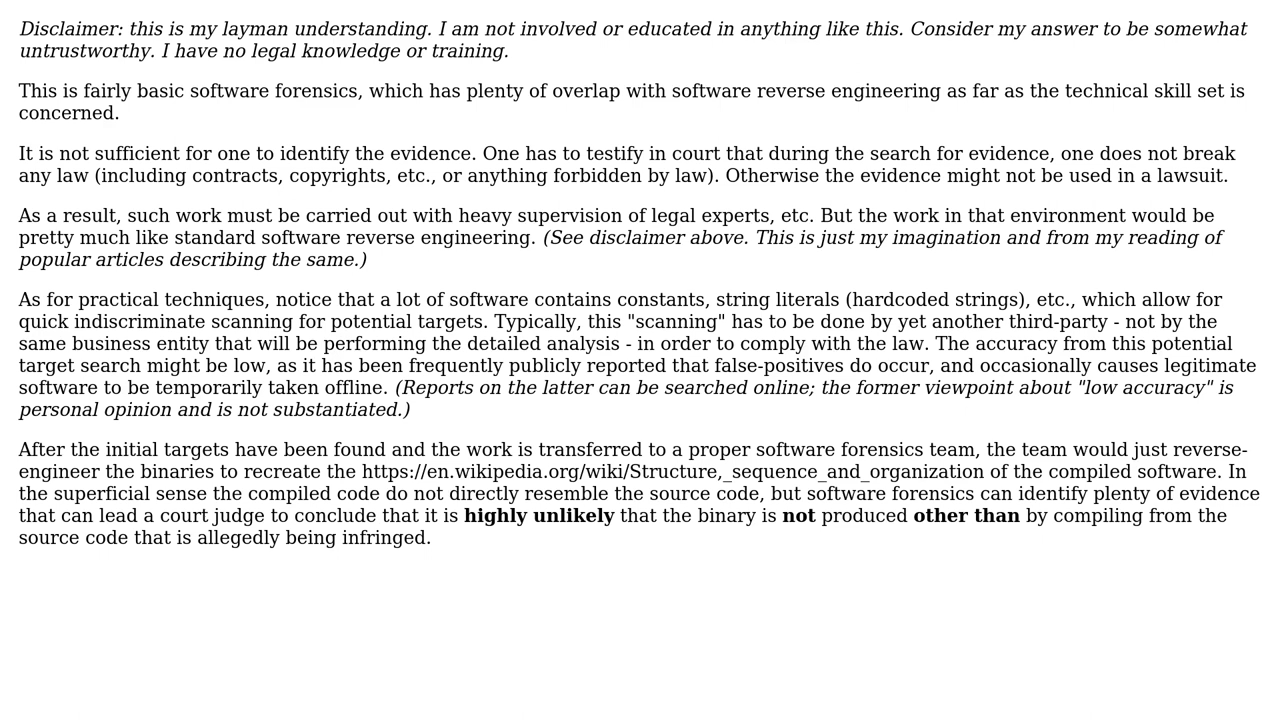 Disclaimer: this is my layman understanding. I am not involved or educated in anything like this. Consider my answer to be somewhat
untrustworthy. I have no legal knowledge or training.
This is fairly basic software forensics, which has plenty of overlap with software reverse engineering as far as the technical skill set is
concerned.
It is not sufficient for one to identify the evidence. One has to testify in court that during the search for evidence, one does not break
any law (including contracts, copyrights, etc., or anything forbidden by law). Otherwise the evidence might not be used in a lawsuit.
As a result, such work must be carried out with heavy supervision of legal experts, etc. But the work in that environment would be
pretty much like standard software reverse engineering. (See disclaimer above. This is just my imagination and from my reading of
popular articles describing the same.)
As for practical techniques, notice that a lot of software contains constants, string literals (hardcoded strings), etc., which allow for
quick indiscriminate scanning for potential targets. Typically, this "scanning" has to be done by yet another third-party - not by the
same business entity that will be performing the detailed analysis - in order to comply with the law. The accuracy from this potential
target search might be low, as it has been frequently publicly reported that false-positives do occur, and occasionally causes legitimate
software to be temporarily taken offline. (Reports on the latter can be searched online; the former viewpoint about "low accuracy" is
personal opinion and is not substantiated.)
After the initial targets have been found and the work is transferred to a proper software forensics team, the team would just reverse-
engineer the binaries to recreate the https://en.wikipedia.org/wiki/Structure,_sequence_and_organization of the compiled software. In
the superficial sense the compiled code do not directly resemble the source code, but software forensics can identify plenty of evidence
that can lead a court judge to conclude that it is highly unlikely that the binary is not produced other than by compiling from the
source code that is allegedly being infringed.